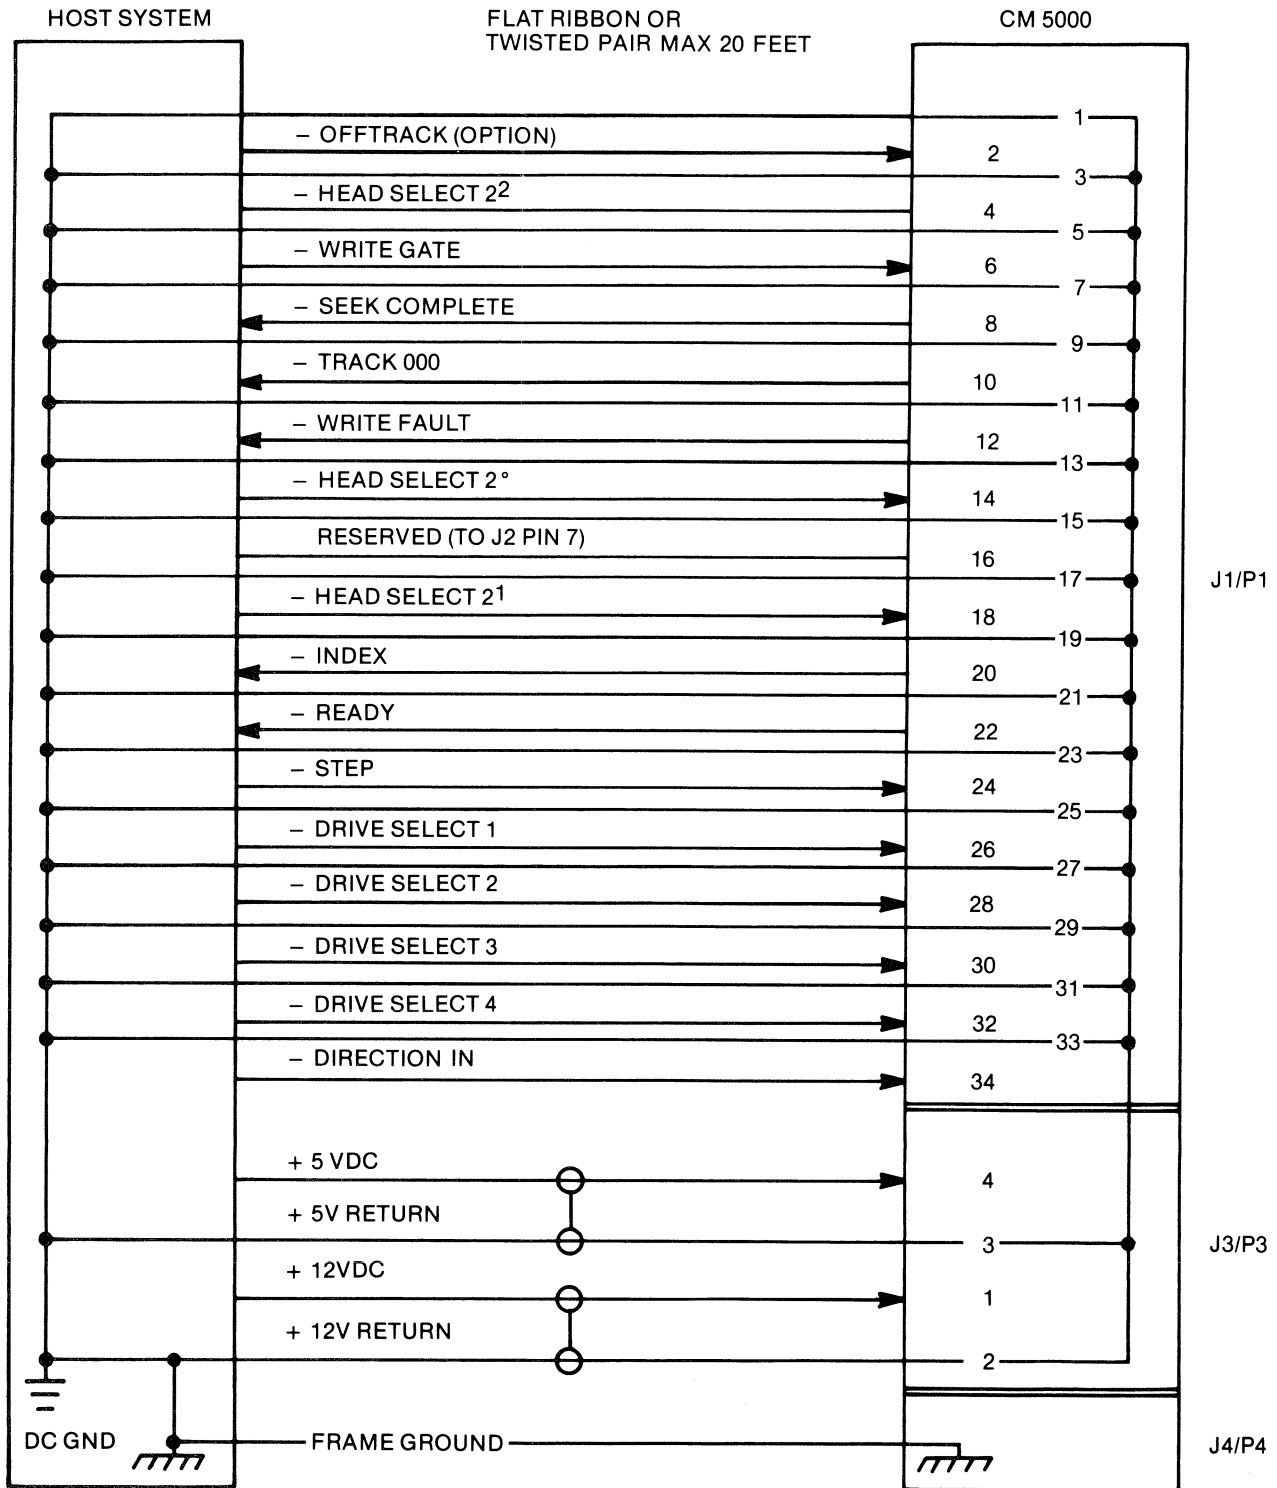 HOST SYSTEM
FLAT RIBBON OR
TWISTED PAIR MAX 20 FEET
CM 5000
1
– OFFTRACK (OPTION)
2
3
– HEAD SELECT 2²
4
5
– WRITE GATE
6
7
– SEEK COMPLETE
8
9
– TRACK 000
10
11
– WRITE FAULT
12
13
– HEAD SELECT 2°
14
15
RESERVED (TO J2 PIN 7)
16
17
J1/P1
– HEAD SELECT 2¹
18
19
– INDEX
20
21
– READY
22
23
– STEP
24
25
– DRIVE SELECT 1
26
27
– DRIVE SELECT 2
28
29
– DRIVE SELECT 3
30
31
– DRIVE SELECT 4
32
33
– DIRECTION IN
34
+ 5 VDC
4
+ 5V RETURN
3
J3/P3
+ 12VDC
1
+ 12V RETURN
2
DC GND
FRAME GROUND
J4/P4